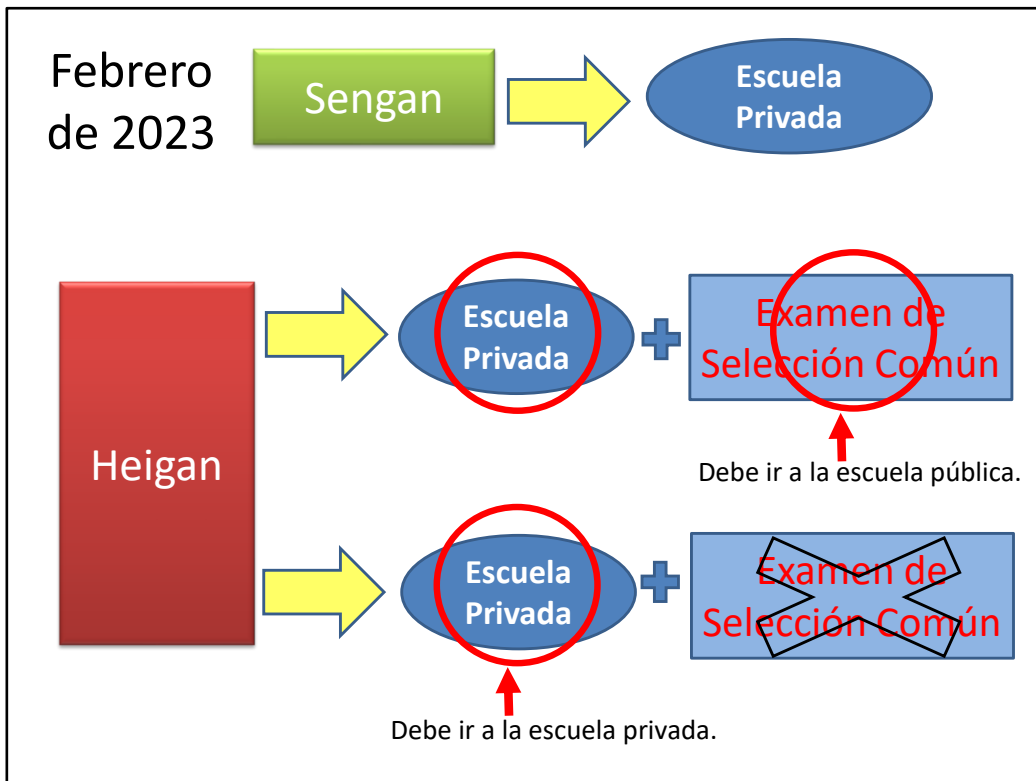 Febrero
de 2023
Sengan
Escuela
Privada
Heigan
Escuela
Privada
Examen de
Selección Común
Debe ir a la escuela pública.
Escuela
Privada
Examen de
Selección Común
Debe ir a la escuela privada.